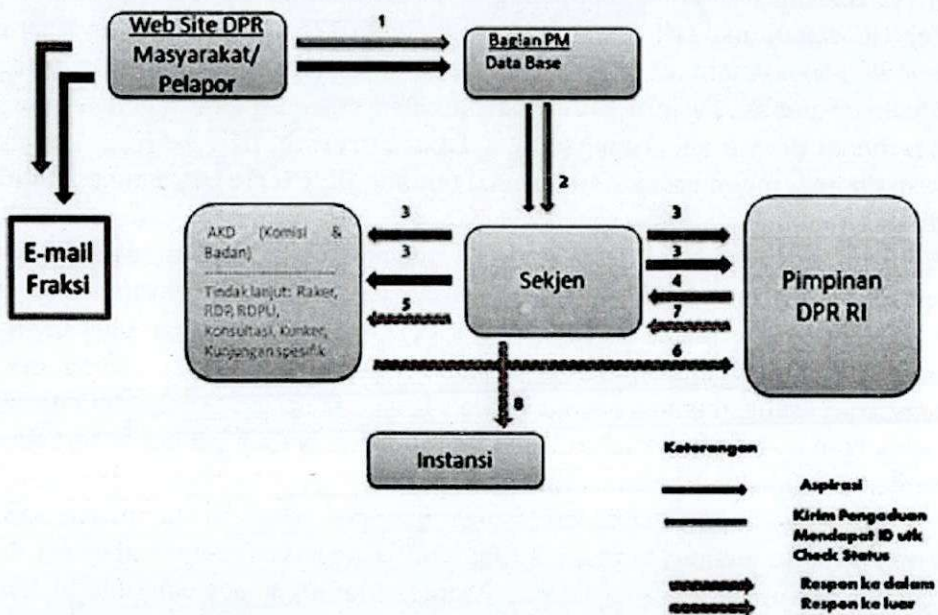 1
Web Site DPR
Masyarakat/
Pelapor
Bagian PM
Data Base
2
E-mail
Fraksi
3
AKD (Komisi &
Badan)
3
Tindak lanjut: Raker,
RDP, RDPU,
Konsultasi, Kunker,
Kunjungan spesifik
5
Sekjen
3
3
4
7
6
Pimpinan
DPR RI
8
Instansi
Keterangan
Aspirasi
Kirim Pengaduan
Mendapat ID utk
Check Status
Respon ke dalam
Respon ke luar